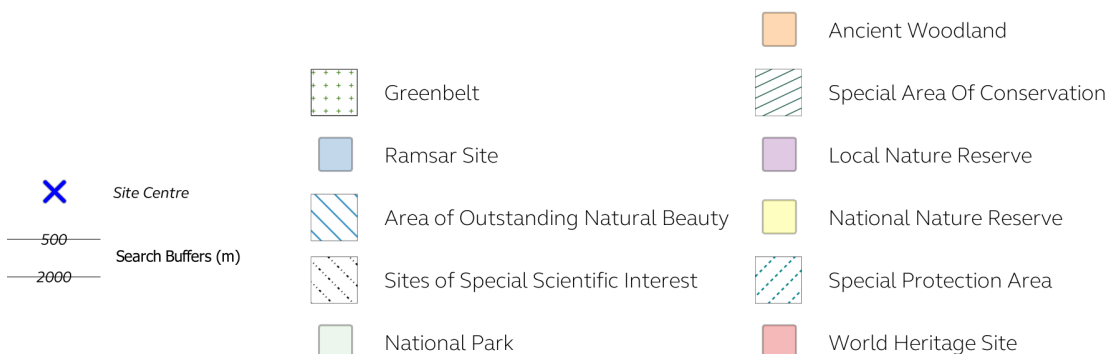 Site Centre
500
Search Buffers (m)
2000
Greenbelt
Ramsar Site
Area of Outstanding Natural Beauty
Sites of Special Scientific Interest
National Park
Ancient Woodland
Special Area Of Conservation
Local Nature Reserve
National Nature Reserve
Special Protection Area
World Heritage Site